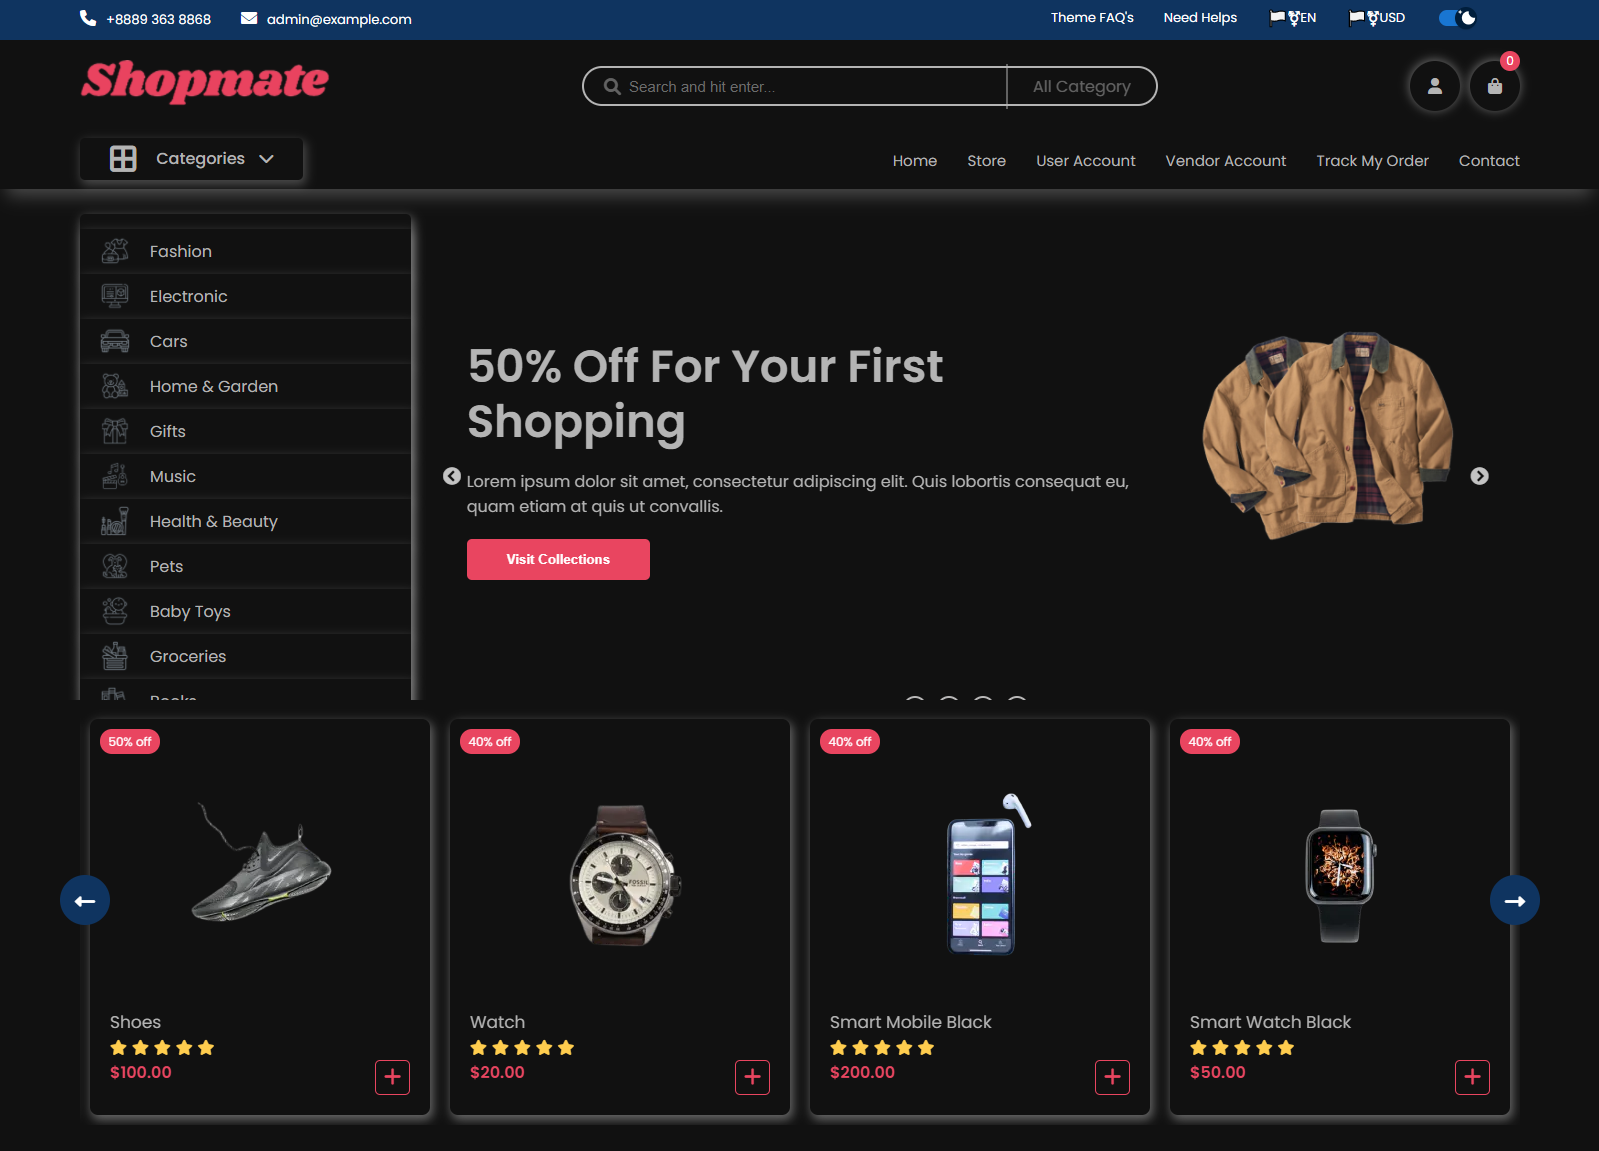 +8889 363 8868
admin@example.com
Theme FAQ's
Need Helps
EN
USD
Shopmate
Search and hit enter...
All Category
0
Categories
Home
Store
User Account
Vendor Account
Track My Order
Contact
Fashion
Electronic
Cars
Home & Garden
Gifts
Music
Health & Beauty
Pets
Baby Toys
Groceries
Books
50% Off For Your First
Shopping
Lorem ipsum dolor sit amet, consectetur adipiscing elit. Quis lobortis consequat eu,
quam etiam at quis ut convallis.
Visit Collections
50% off
40% off
40% off
40% off
FOSSIL
Shoes
$100.00
Watch
$20.00
Smart Mobile Black
$200.00
Smart Watch Black
$50.00